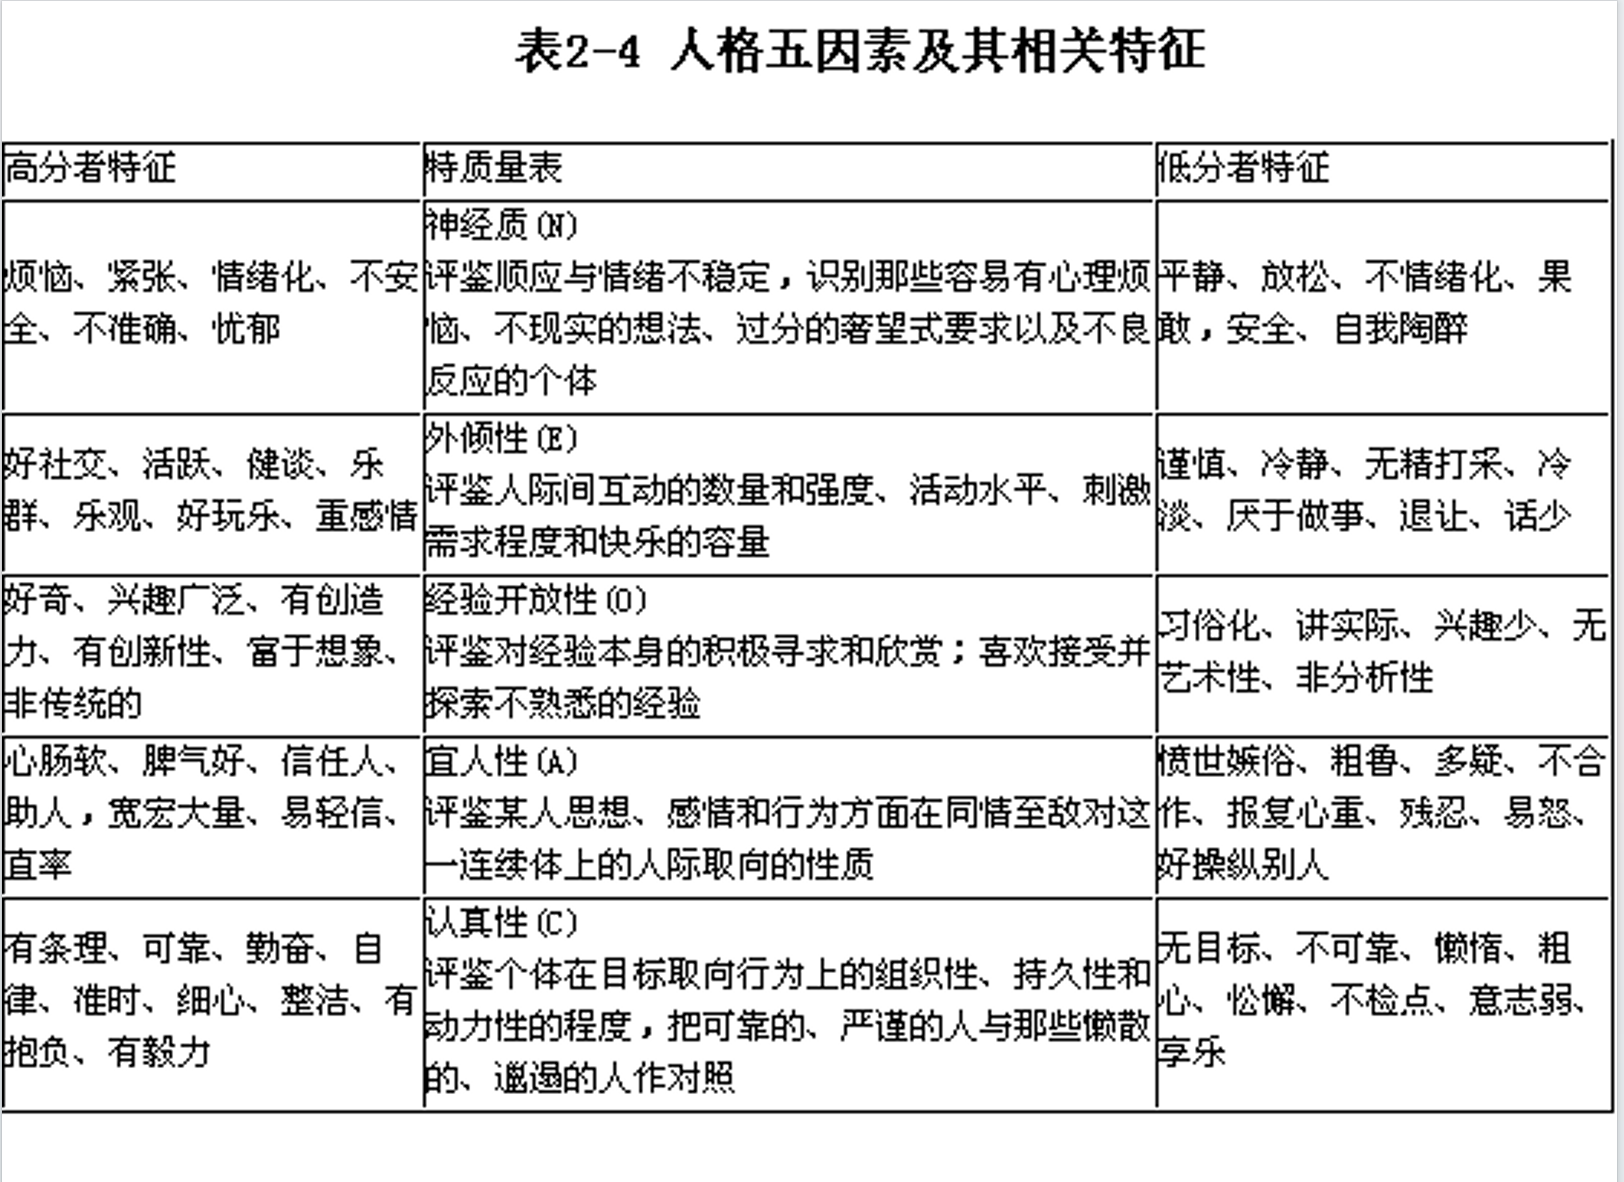 表2-4 人格五因素及其相关特征
高分者特征
特质量表
低分者特征
烦恼、紧张、情绪化、不安
全、不准确、忧郁
神经质(N)
评鉴顺应与情绪不稳定，识别那些容易有心理烦
恼、不现实的想法、过分的奢望式要求以及不良
反应的个体
平静、放松、不情绪化、果
敢，安全、自我陶醉
好社交、活跃、健谈、乐
群、乐观、好玩乐、重感情
外倾性(E)
评鉴人际间互动的数量和强度、活动水平、刺激
需求程度和快乐的容量
谨慎、冷静、无精打采、冷
淡、厌于做事、退让、话少
好奇、兴趣广泛、有创造
力、有创新性、富于想象、
非传统的
经验开放性(O)
评鉴对经验本身的积极寻求和欣赏；喜欢接受并
探索不熟悉的经验
习俗化、讲实际、兴趣少、无
艺术性、非分析性
心肠软、脾气好、信任人、
助人，宽宏大量、易轻信、
直率
宜人性(A)
评鉴某人思想、感情和行为方面在同情至敌对这
一连续体上的人际取向的性质
愤世嫉俗、粗鲁、多疑、不合
作、报复心重、残忍、易怒、
好操纵别人
有条理、可靠、勤奋、自
律、准时、细心、整洁、有
抱负、有毅力
认真性(C)
评鉴个体在目标取向行为上的组织性、持久性和
动力性的程度，把可靠的、严谨的人与那些懒散
的、邋遢的人作对照
无目标、不可靠、懒惰、粗
心、松懈、不检点、意志弱、
享乐